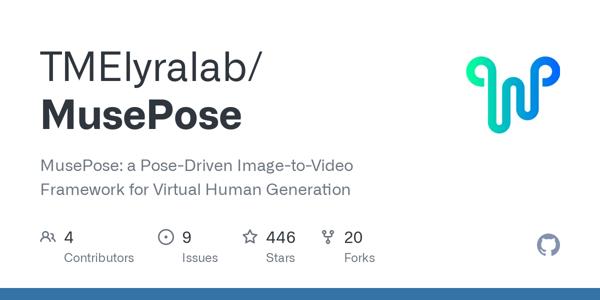 TMElyralab/
MusePose
MusePose: a Pose-Driven Image-to-Video
Framework for Virtual Human Generation
4 9 446 20
Contributors Issues Stars Forks